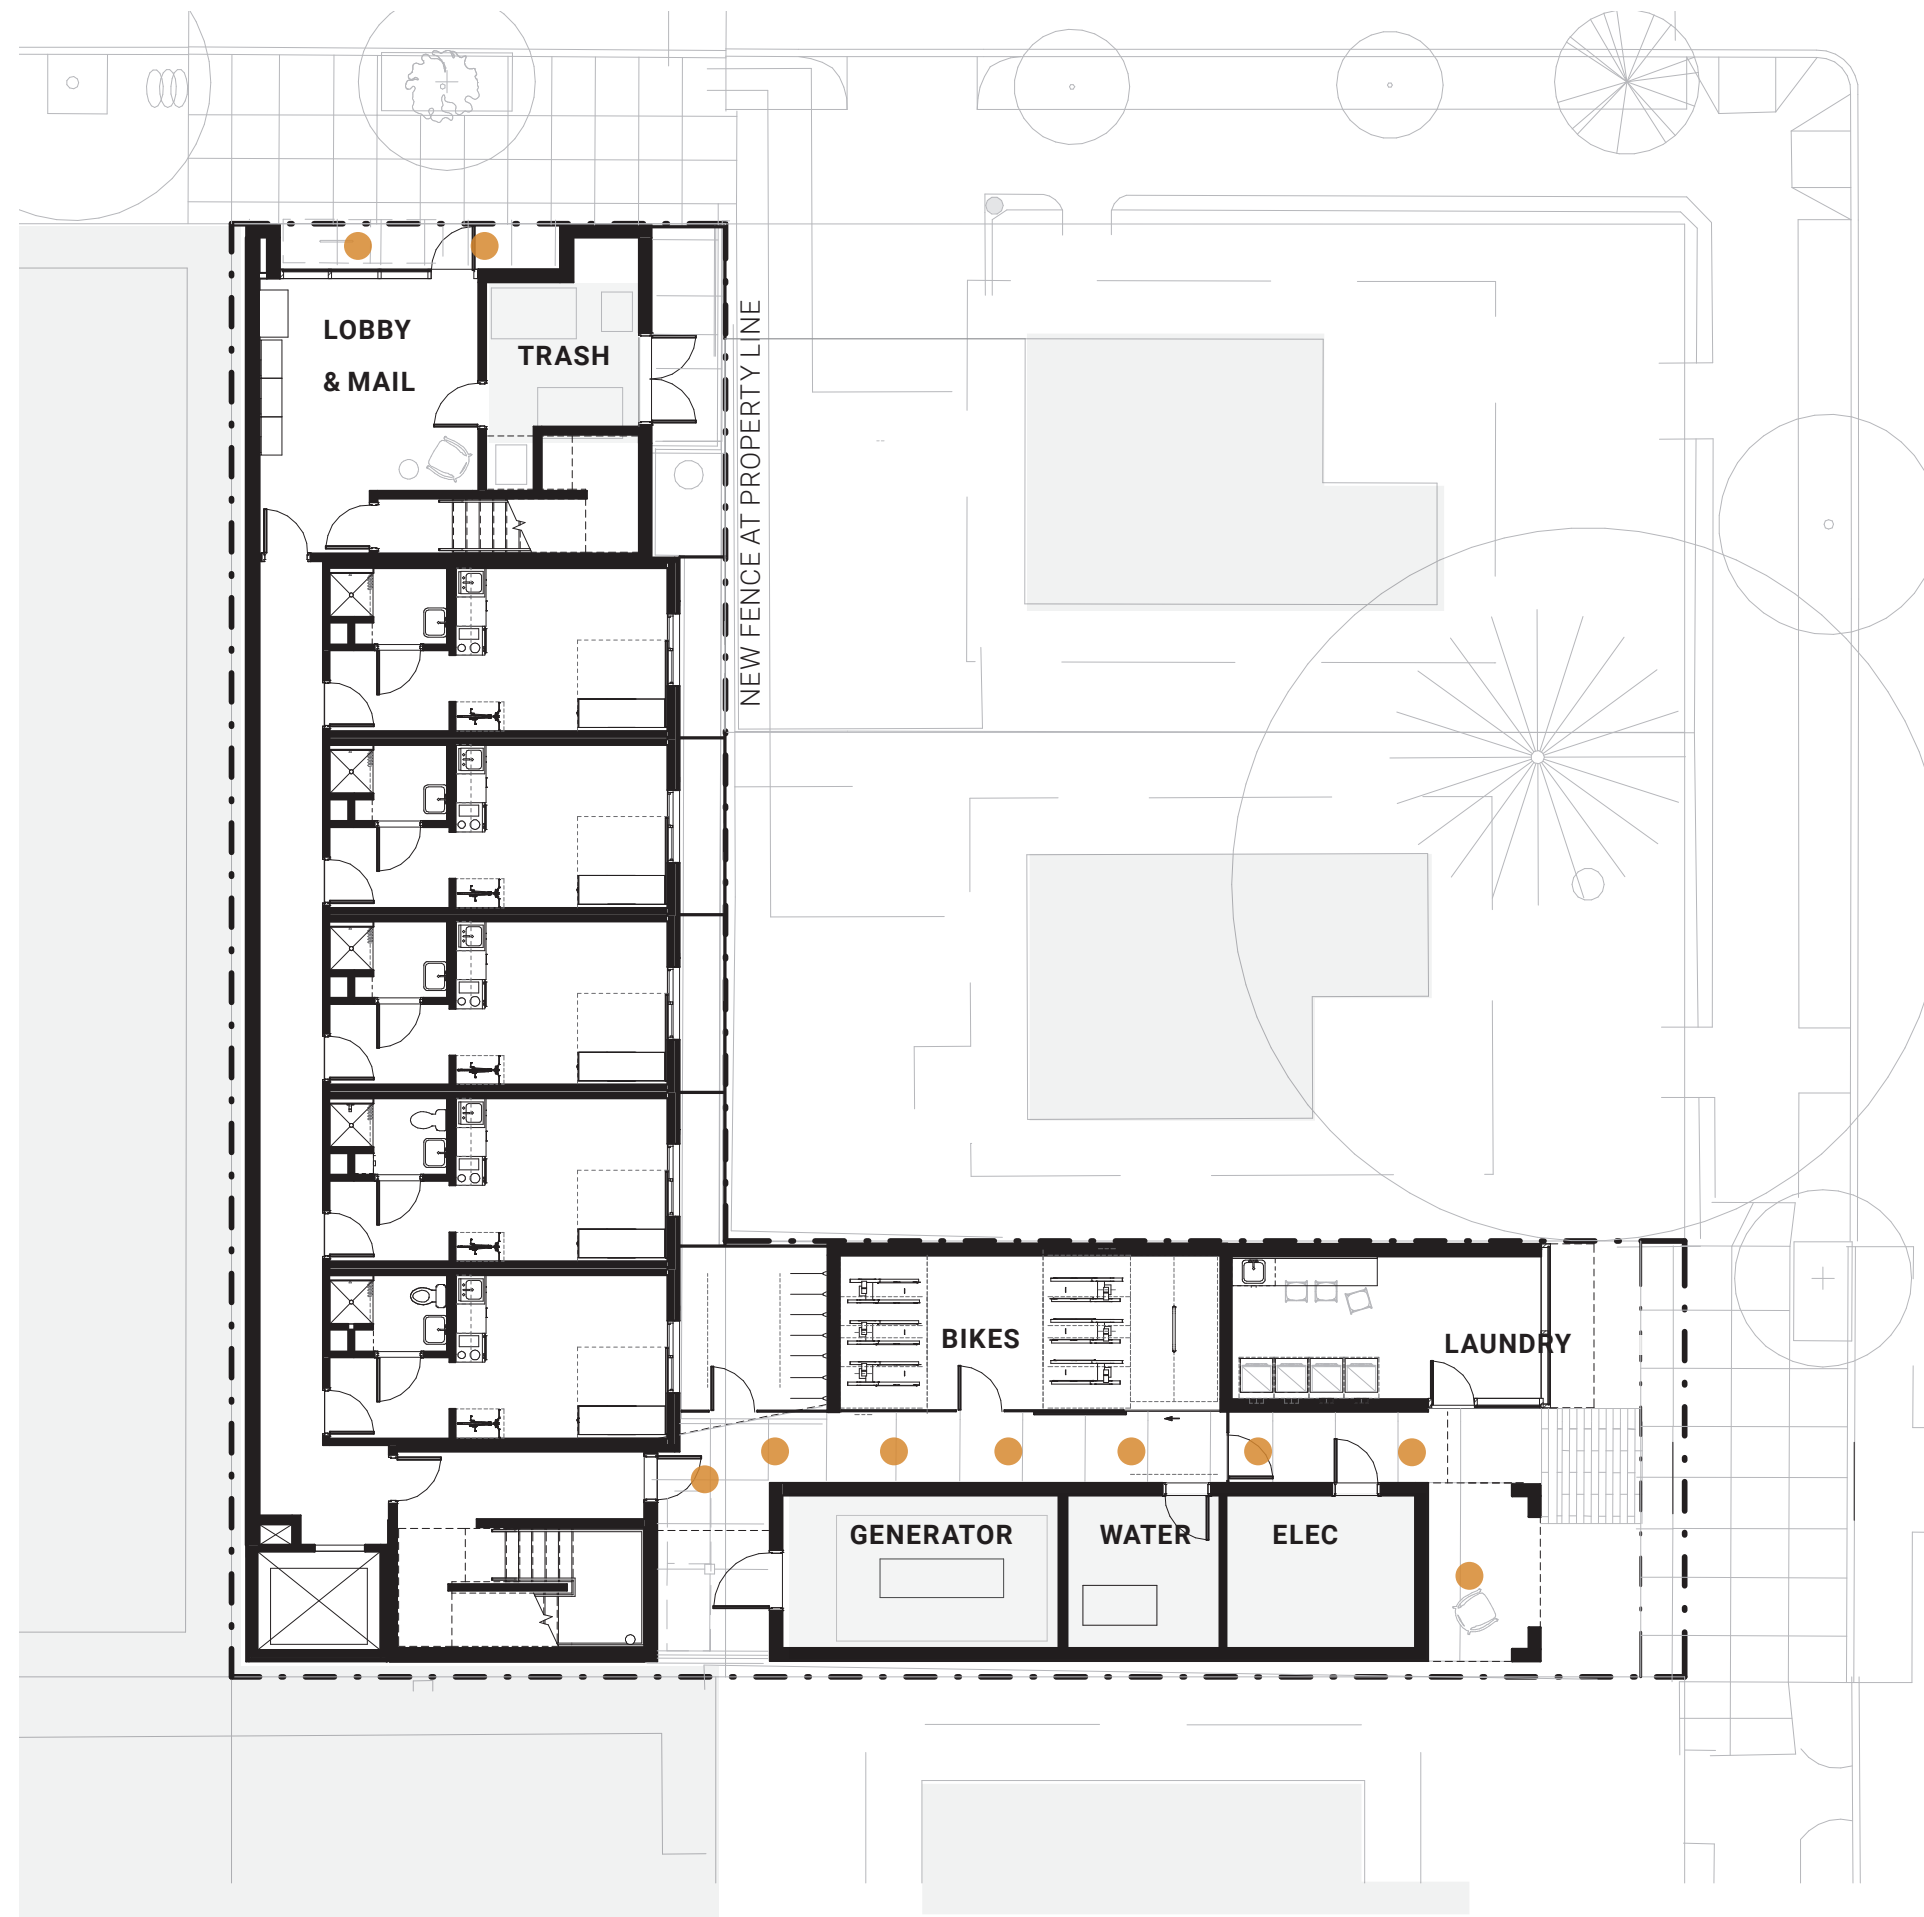 LOBBY
& MAIL
TRASH
NEW FENCE AT PROPERTY LINE
BIKES
LAUNDRY
GENERATOR
WATER
ELEC